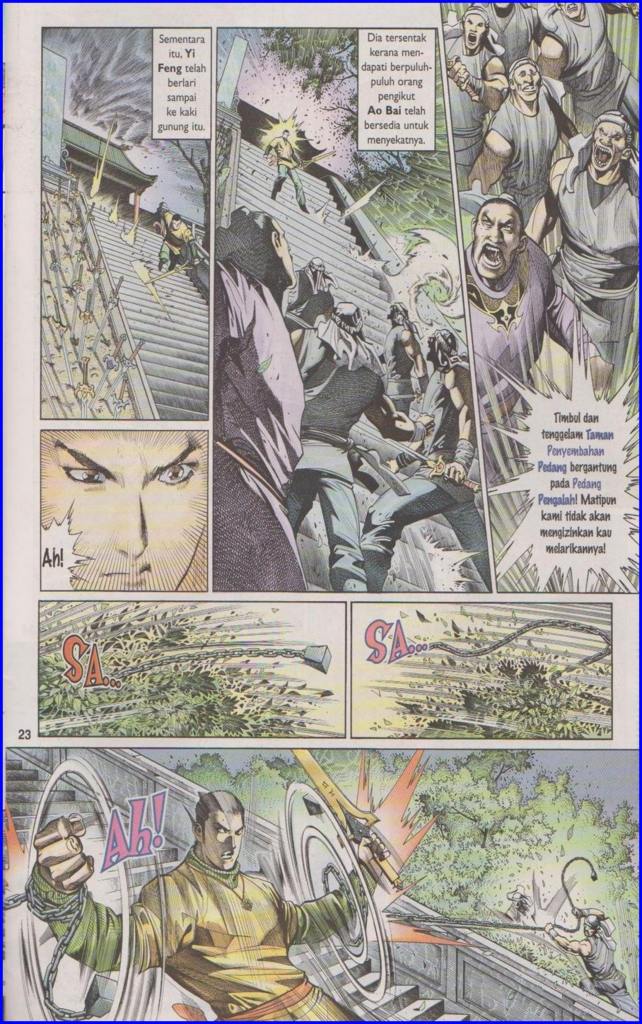 Sementara
itu, Yi
Feng telah
berlari
sampai
ke kaki
gunung itu.
Dia tersentak
kerana men-
dapati berpuluh-
puluh orang
pengikut
Ao Bai telah
bersedia untuk
menyekatnya.
Timbul dan
tenggelam Taman
Penyembahan
Pedang bergantung
pada Pedang
Pengalah! Matipun
kami tidak akan
mengizinkan kau
melarikannya!
Ah!
SA...
SA...
23
Ah!